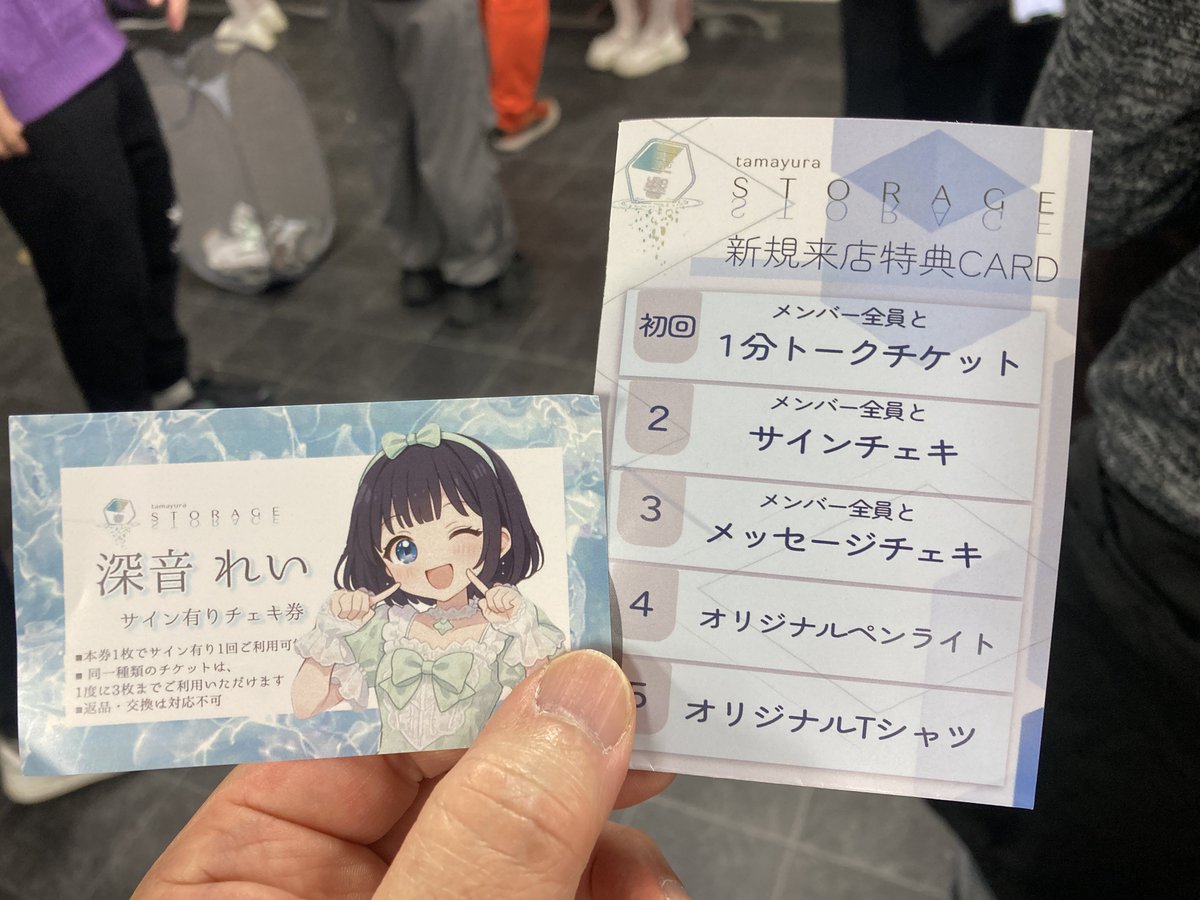 tamayura
STORAGE
深音 れい
サイン有りチェキ券
■本券1枚でサイン有り1回ご利用可
■同一種類のチケットは、
1度に3枚までご利用いただけます
■返品・交換は対応不可
tamayura
STORAGE
新規来店特典CARD
初回
メンバー全員と
1分トークチケット
2
メンバー全員と
サインチェキ
3
メンバー全員と
メッセージチェキ
4
オリジナルペンライト
5
オリジナルTシャツ